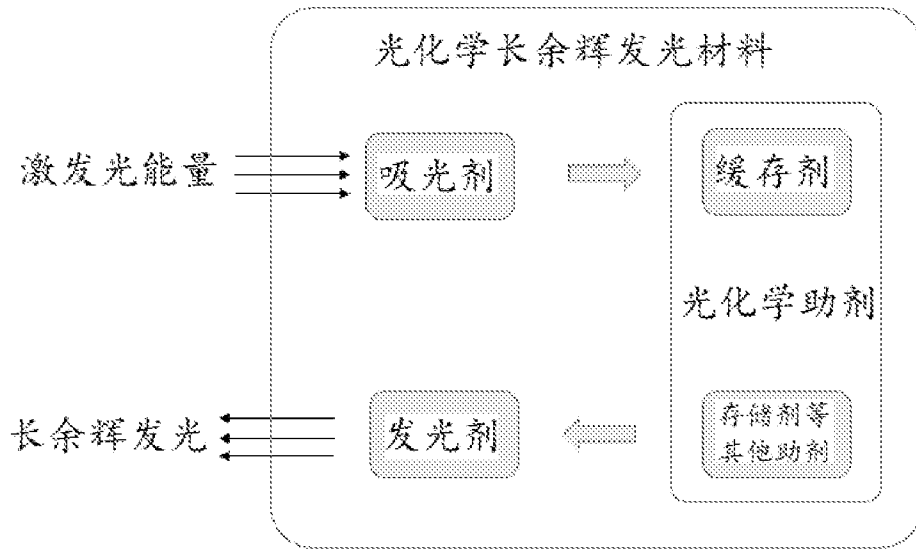 光化学长余辉发光材料
激发光能量
吸光剂
缓存剂
光化学助剂
长余辉发光
发光剂
存储剂等
其他助剂